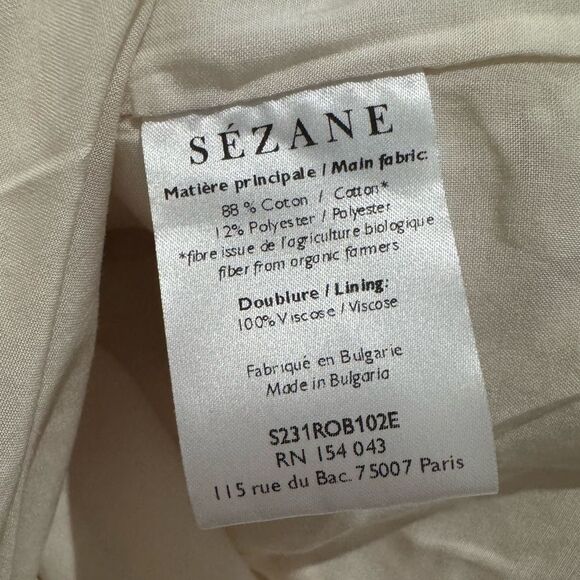 SÉZANE
Matière principale / Main fabric:
88 % Coton / Cotton*
12% Polyester / Polyester
*fibre issue de l'agriculture biologique
fiber from organic farmers
Doublure / Lining:
100% Viscose / Viscose
Fabriqué en Bulgarie
Made in Bulgaria
S231ROB102E
RN 154 043
115 rue du Bac. 75007 Paris